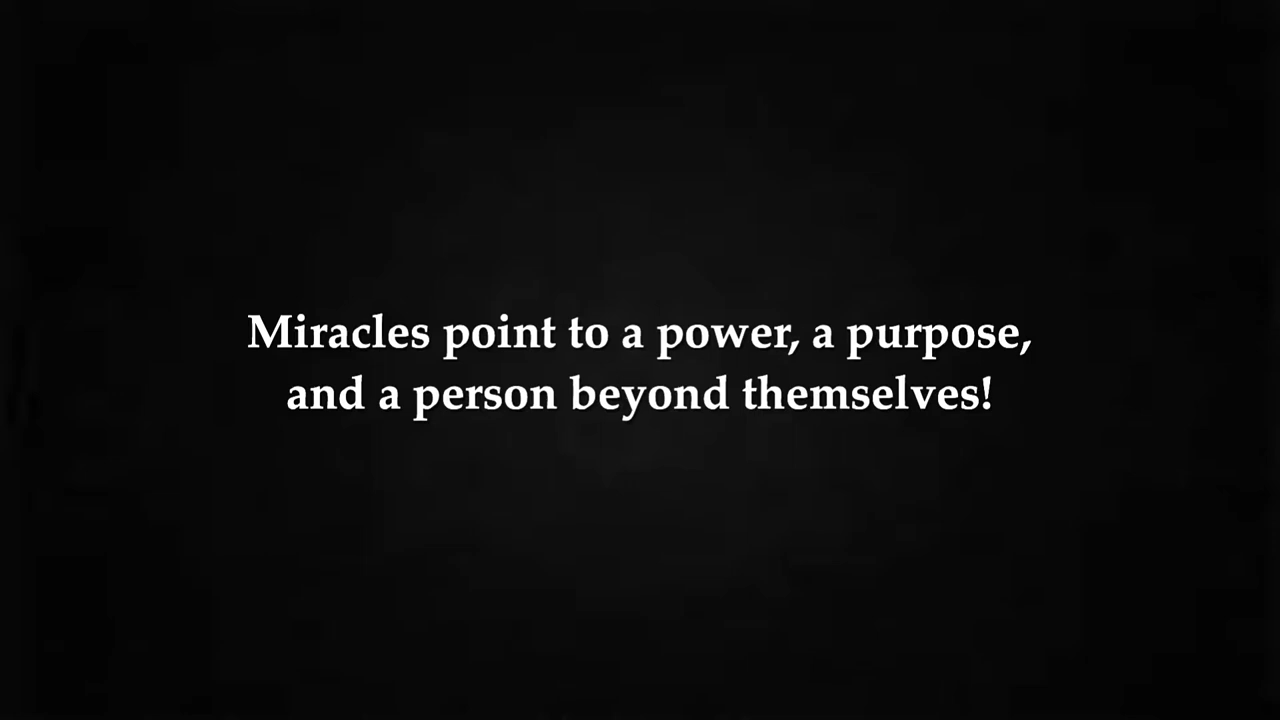 Miracles point to a power, a purpose,
and a person beyond themselves!